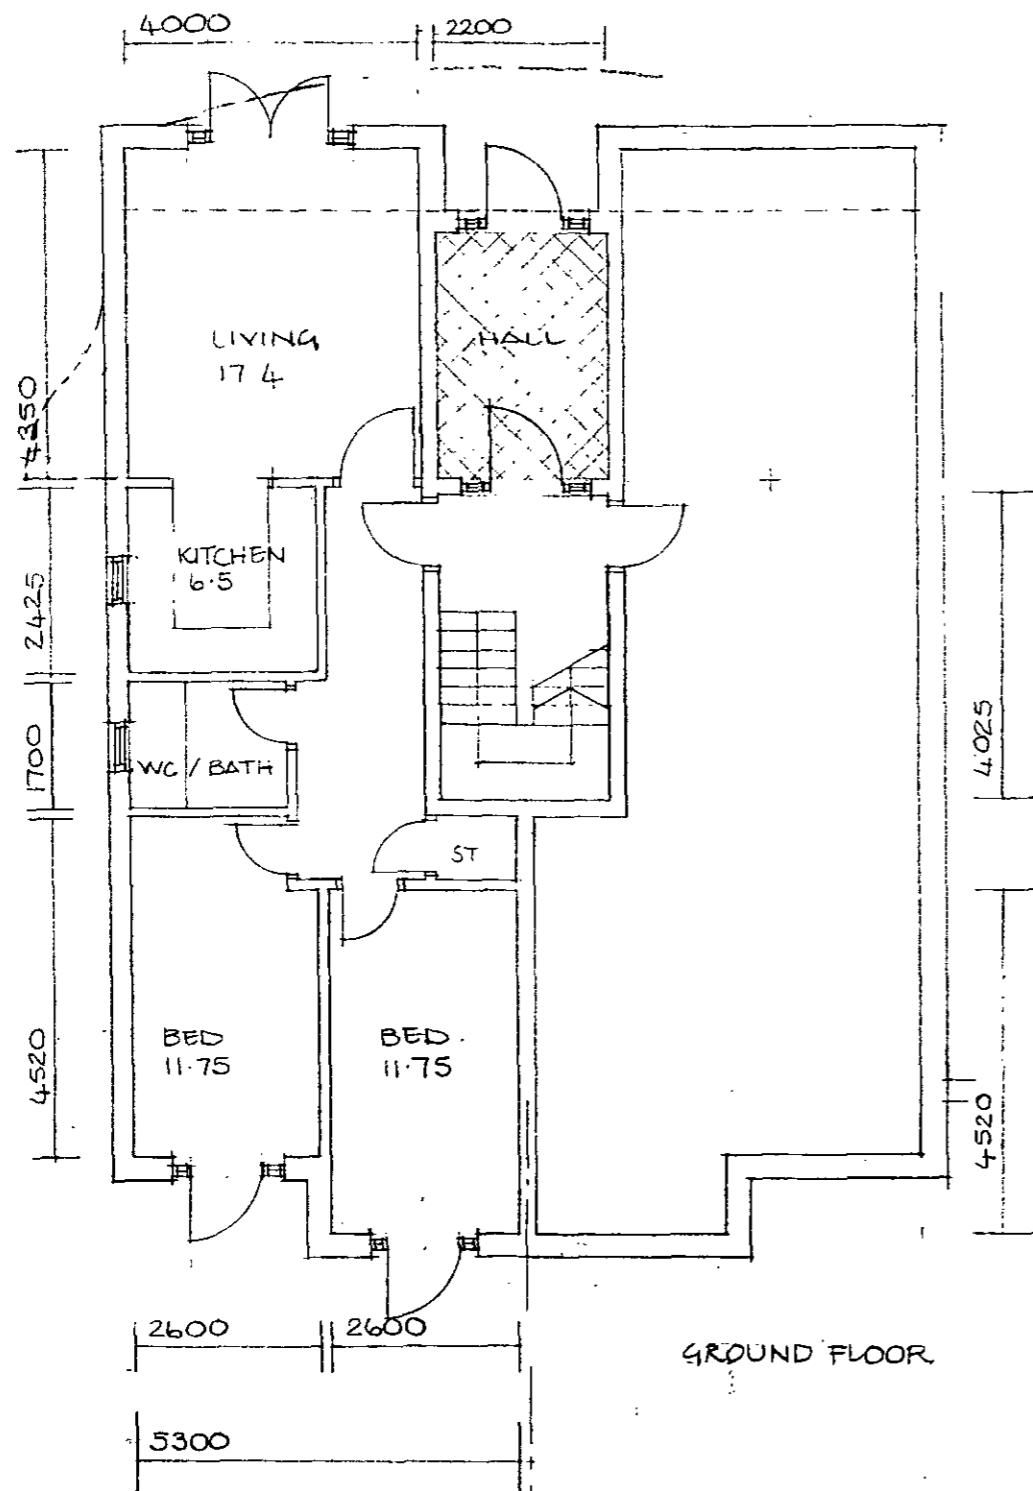 4000
2200
LIVING
17.4
HALL
4350
KITCHEN
6.5
2425
WC / BATH
1700
4025
ST
BED
11.75
BED
11.75
4520
4520
2600
2600
GROUND FLOOR
5300